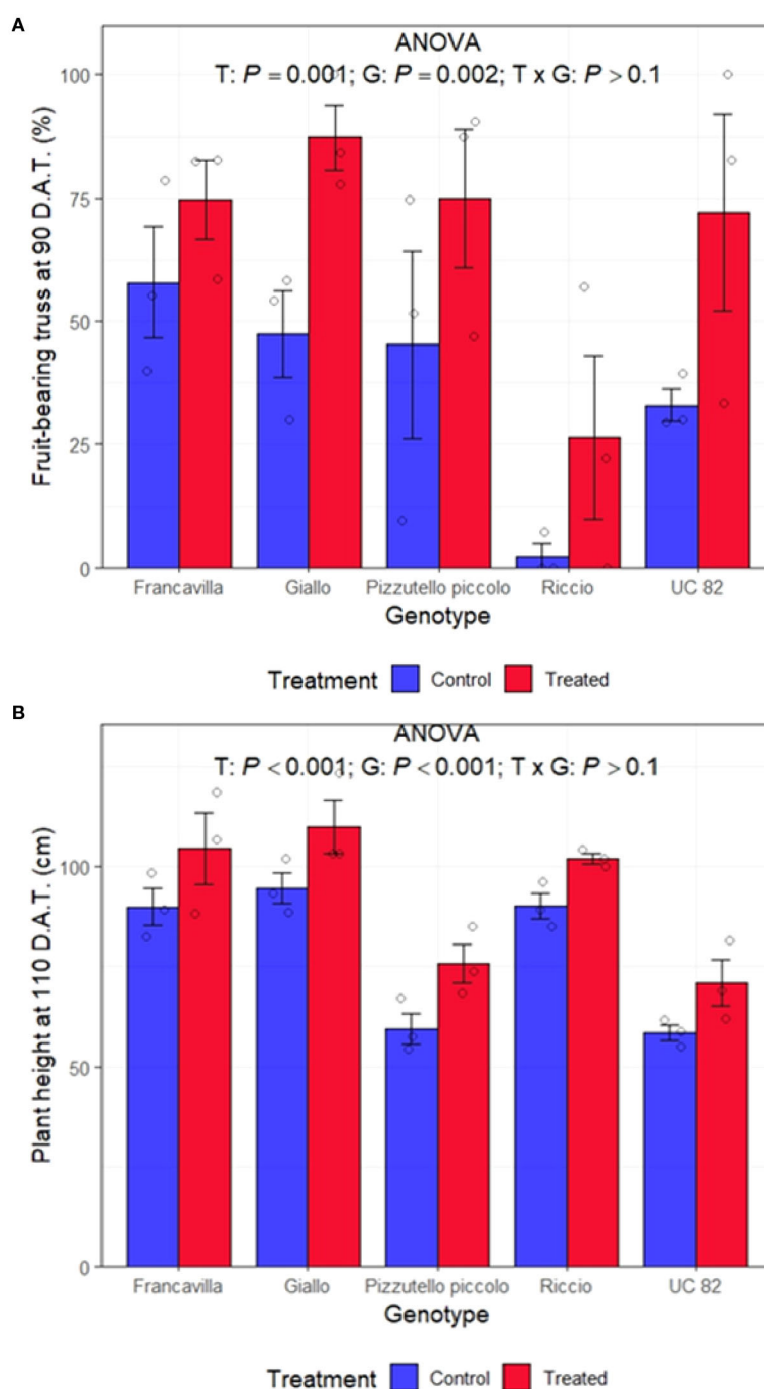 A
ANOVA
T: P = 0.001; G: P = 0.002; T x G: P > 0.1
Fruit-bearing truss at 90 D.A.T. (%)
100
75
50
25
0
Francavilla Giallo Pizzutello piccolo Riccio UC 82
Genotype
Treatment Control Treated
B
ANOVA
T: P < 0.001; G: P < 0.001; T x G: P > 0.1
Plant height at 110 D.A.T. (cm)
100
50
0
Francavilla Giallo Pizzutello piccolo Riccio UC 82
Genotype
Treatment Control Treated